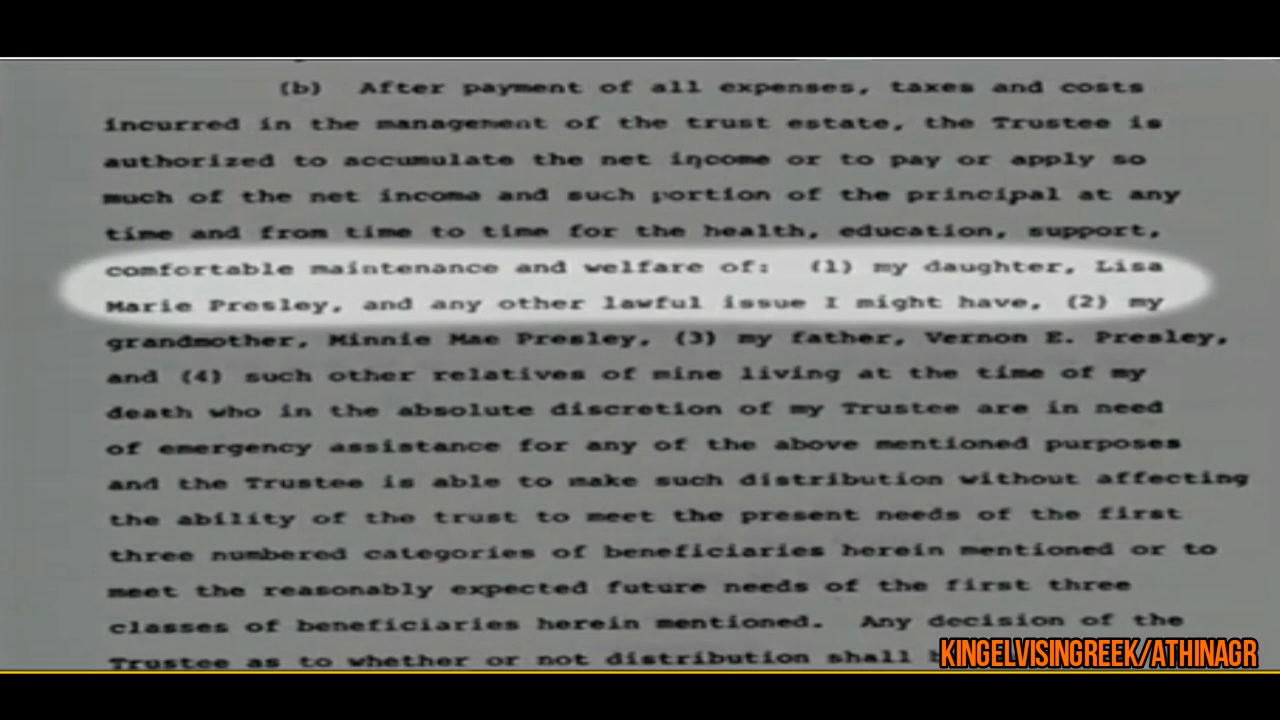 (b) After payment of all expenses, taxes and costs
incurred in the management of the trust estate, the Trustee is
authorized to accumulate the net income or to pay or apply so
much of the net income and such portion of the principal at any
time and from time to time for the health, education, support,
comfortable maintenance and welfare of: (1) my daughter, Lisa
Marie Presley, and any other lawful issue I might have, (2) my
grandmother, Minnie Mae Presley, (3) my father, Vernon E. Presley,
and (4) such other relatives of mine living at the time of my
death who in the absolute discretion of my Trustee are in need
of emergency assistance for any of the above mentioned purposes
and the Trustee is able to make such distribution without affecting
the ability of the trust to meet the present needs of the first
three numbered categories of beneficiaries herein mentioned or to
meet the reasonably expected future needs of the first three
classes of beneficiaries herein mentioned. Any decision of the
Trustee as to whether or not distribution shall
KINGELVISINGREEK/ATHINAGR